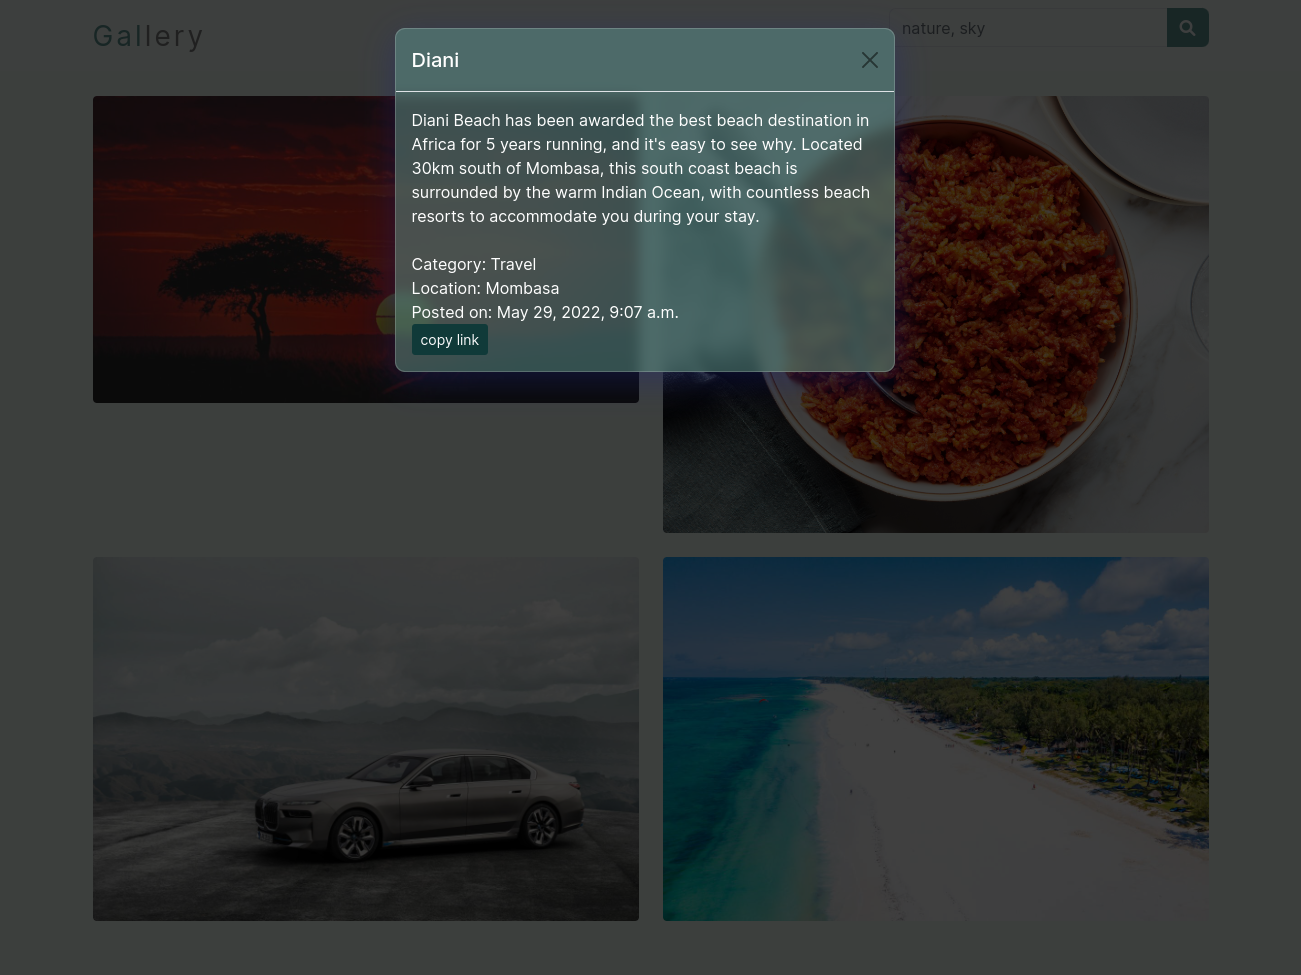 Gallery
nature, sky
Diani
Diani Beach has been awarded the best beach destination in
Africa for 5 years running, and it's easy to see why. Located
30km south of Mombasa, this south coast beach is
surrounded by the warm Indian Ocean, with countless beach
resorts to accommodate you during your stay.
Category: Travel
Location: Mombasa
Posted on: May 29, 2022, 9:07 a.m.
copy link